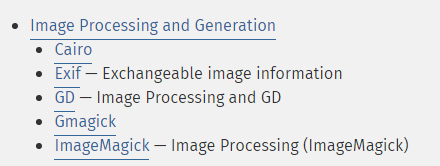 Image Processing and Generation
Cairo
Exif — Exchangeable image information
GD — Image Processing and GD
Gmagick
ImageMagick — Image Processing (ImageMagick)